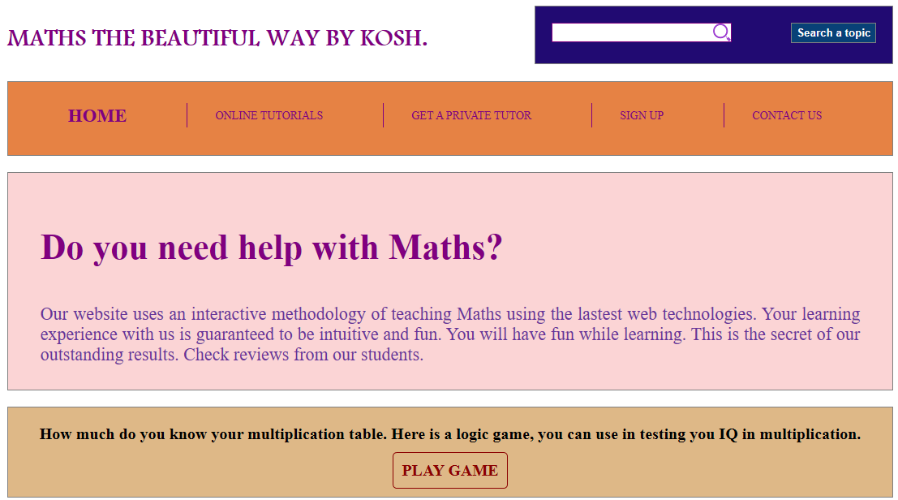 MATHS THE BEAUTIFUL WAY BY KOSH.
Search a topic
HOME
ONLINE TUTORIALS
GET A PRIVATE TUTOR
SIGN UP
CONTACT US
Do you need help with Maths?
Our website uses an interactive methodology of teaching Maths using the lastest web technologies. Your learning
experience with us is guaranteed to be intuitive and fun. You will have fun while learning. This is the secret of our
outstanding results. Check reviews from our students.
How much do you know your multiplication table. Here is a logic game, you can use in testing you IQ in multiplication.
PLAY GAME